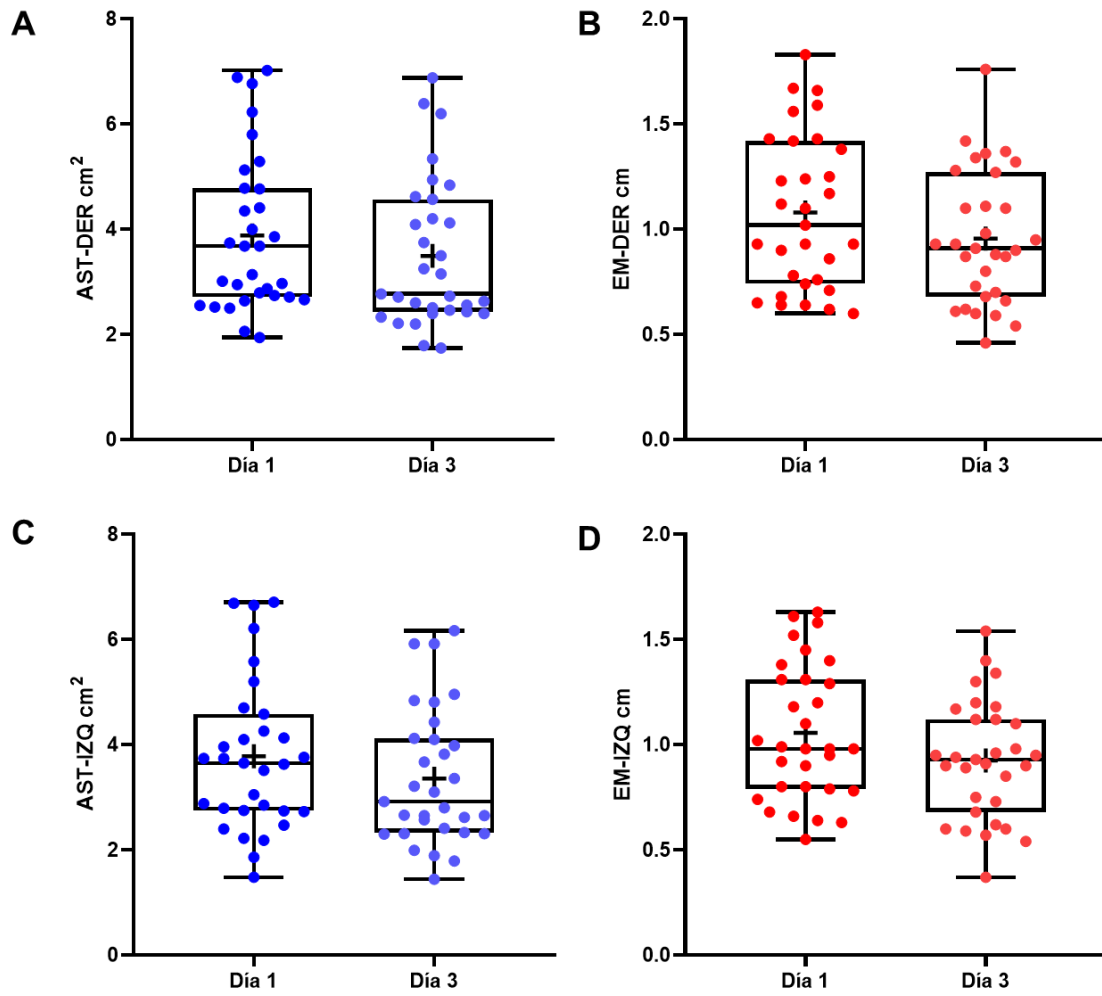 A
8
6
4
2
0
AST-DER cm²
Día 1
Día 3
B
2.0
1.5
1.0
0.5
0.0
EM-DER cm
Día 1
Día 3
C
8
6
4
2
0
AST-IZQ cm²
Día 1
Día 3
D
2.0
1.5
1.0
0.5
0.0
EM-IZQ cm
Día 1
Día 3